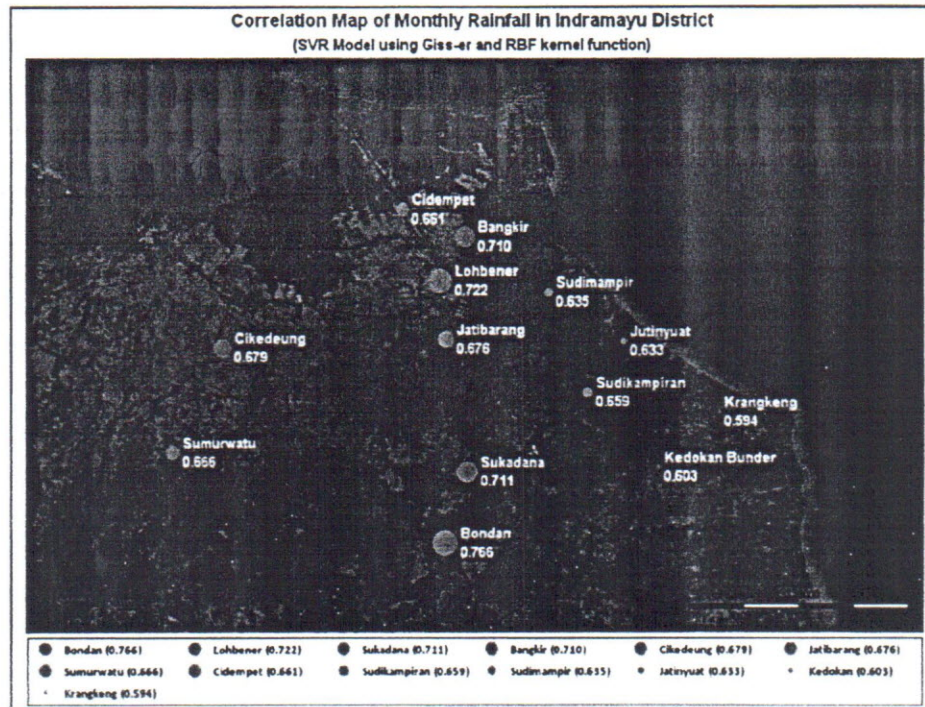 Correlation Map of Monthly Rainfall in Indramayu District
(SVR Model using Giss-er and RBF kernel function)
Cidempet
0.661
Bangkir
0.710
Lohbener
0.722
Sudimampir
0.635
Jatibarang
0.676
Jutinyuat
0.633
Cikedeung
0.679
Sudikampiran
0.659
Krangkeng
0.594
Sumurwatu
0.666
Sukadana
0.711
Kedokan Bunder
0.603
Bondan
0.766
Bondan (0.766) Lohbener (0.722) Sukadana (0.711) Bangkir (0.710) Cikedeung (0.679) Jatibarang (0.676)
Sumurwatu (0.666) Cidempet (0.661) Sudikampiran (0.659) Sudimampir (0.635) Jatinyuat (0.633) Kedokan (0.603)
Krangkeng (0.594)